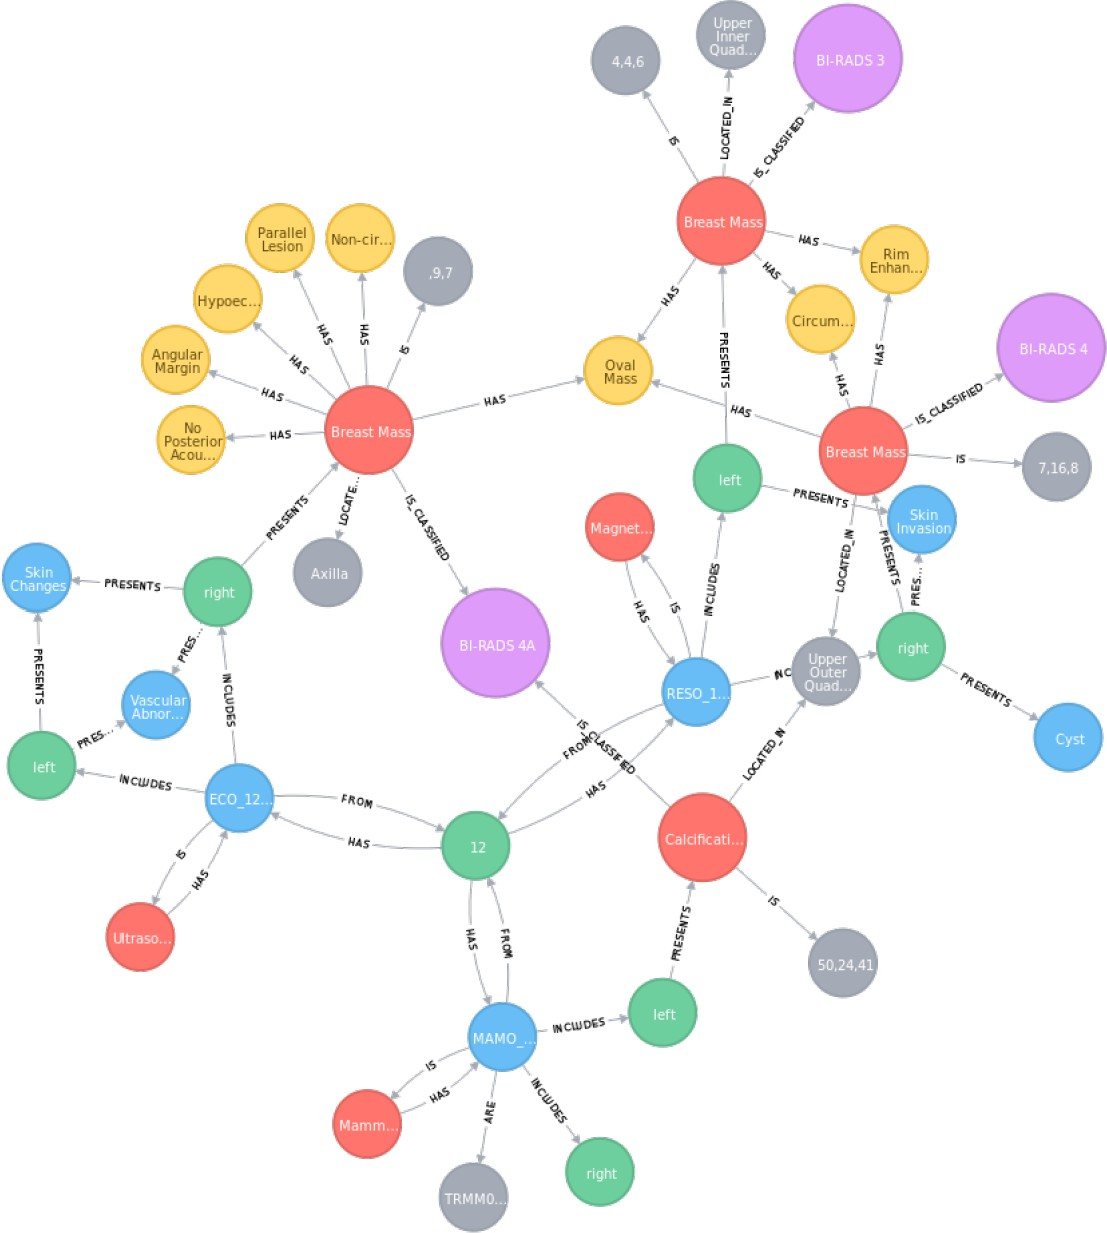 4,4,6
Upper
Inner
Quad...
BI-RADS 3
IS
LOCATED_IN
IS_CLASSIFIED
Breast Mass
HAS
HAS
HAS
Rim
Enhan...
Circum...
Parallel
Lesion
Non-cir...
,9,7
Hypoec...
Angular
Margin
No
Posterior
Acou...
HAS
HAS
IS
HAS
HAS
HAS
Breast Mass
HAS
Oval
Mass
PRESENTS
HAS
HAS
HAS
BI-RADS 4
IS_CLASSIFIED
Breast Mass
IS
7,16,8
left
PRESENTS
Skin
Invasion
LOCATED_IN
PRESENTS
PRES...
PRESENTS
LOCATE...
IS_CLASSIFIED
Axilla
Magnet...
HAS
IS
INCLUDES
Skin
Changes
PRESENTS
right
PRES...
PRESENTS
Vascular
Abnor...
INCLUDES
BI-RADS 4A
RESO_1...
INC
Upper
Outer
Quad...
right
PRESENTS
Cyst
left
PRES...
INCLUDES
ECO_12...
FROM
HAS
FROM
HAS
IS_CLASSIFIED
LOCATED_IN
12
Calcificati...
IS
HAS
Ultraso...
HAS
FROM
PRESENTS
IS
50,24,41
MAMO_...
INCLUDES
left
IS
HAS
ARE
INCLUDES
Mamm...
TRMM0...
right